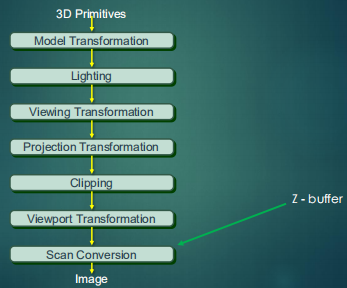 3D Primitives
Model Transformation
Lighting
Viewing Transformation
Projection Transformation
Clipping
Viewport Transformation
Z - buffer
Scan Conversion
Image